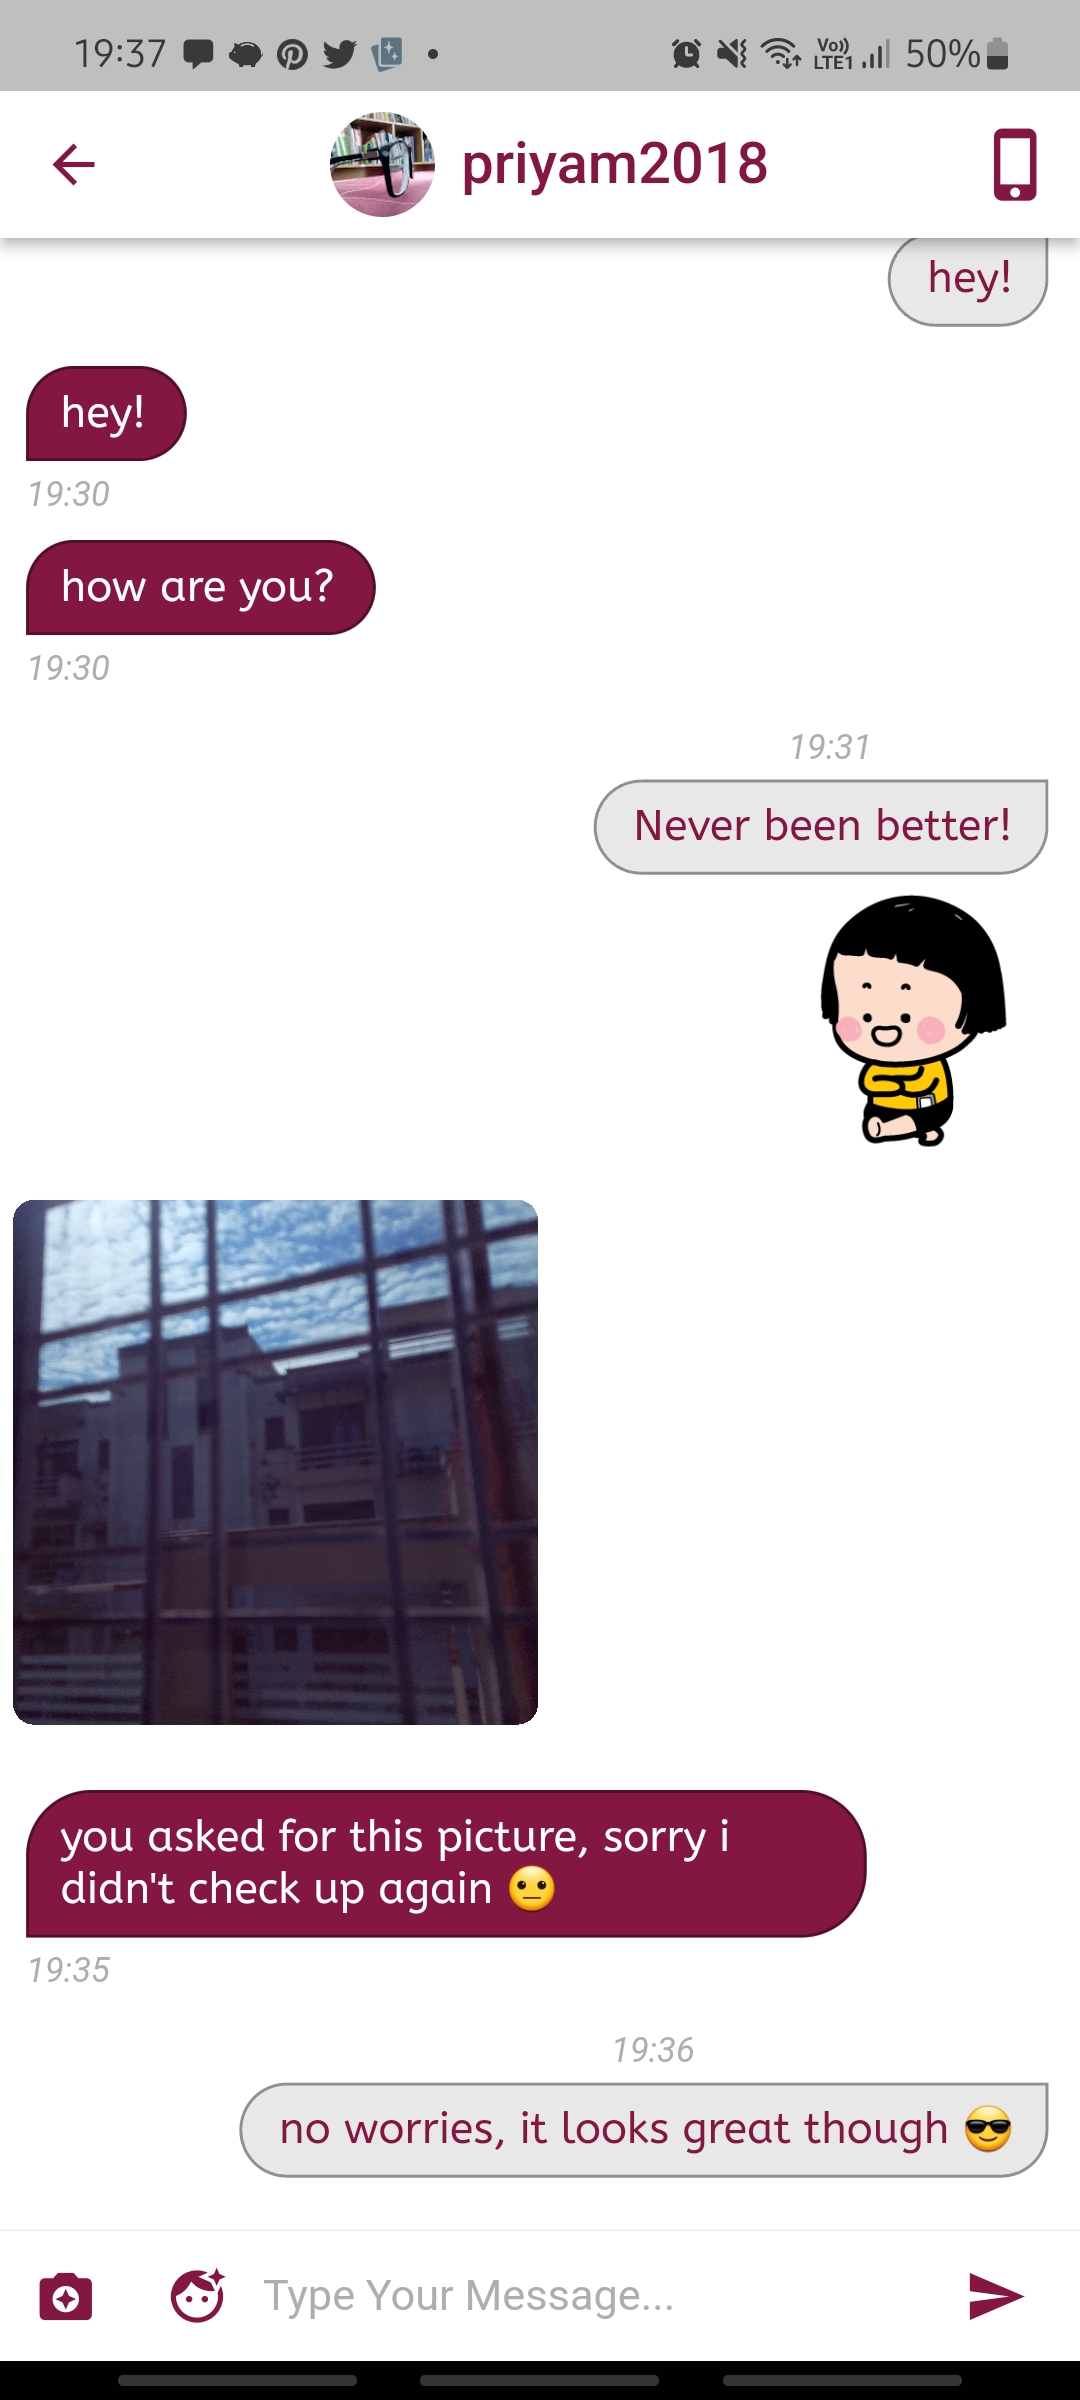 19:37
Vo))
LTE1
50%
priyam2018
hey!
hey!
19:30
how are you?
19:30
19:31
Never been better!
you asked for this picture, sorry i
didn't check up again 😐
19:35
19:36
no worries, it looks great though 😎
Type Your Message...